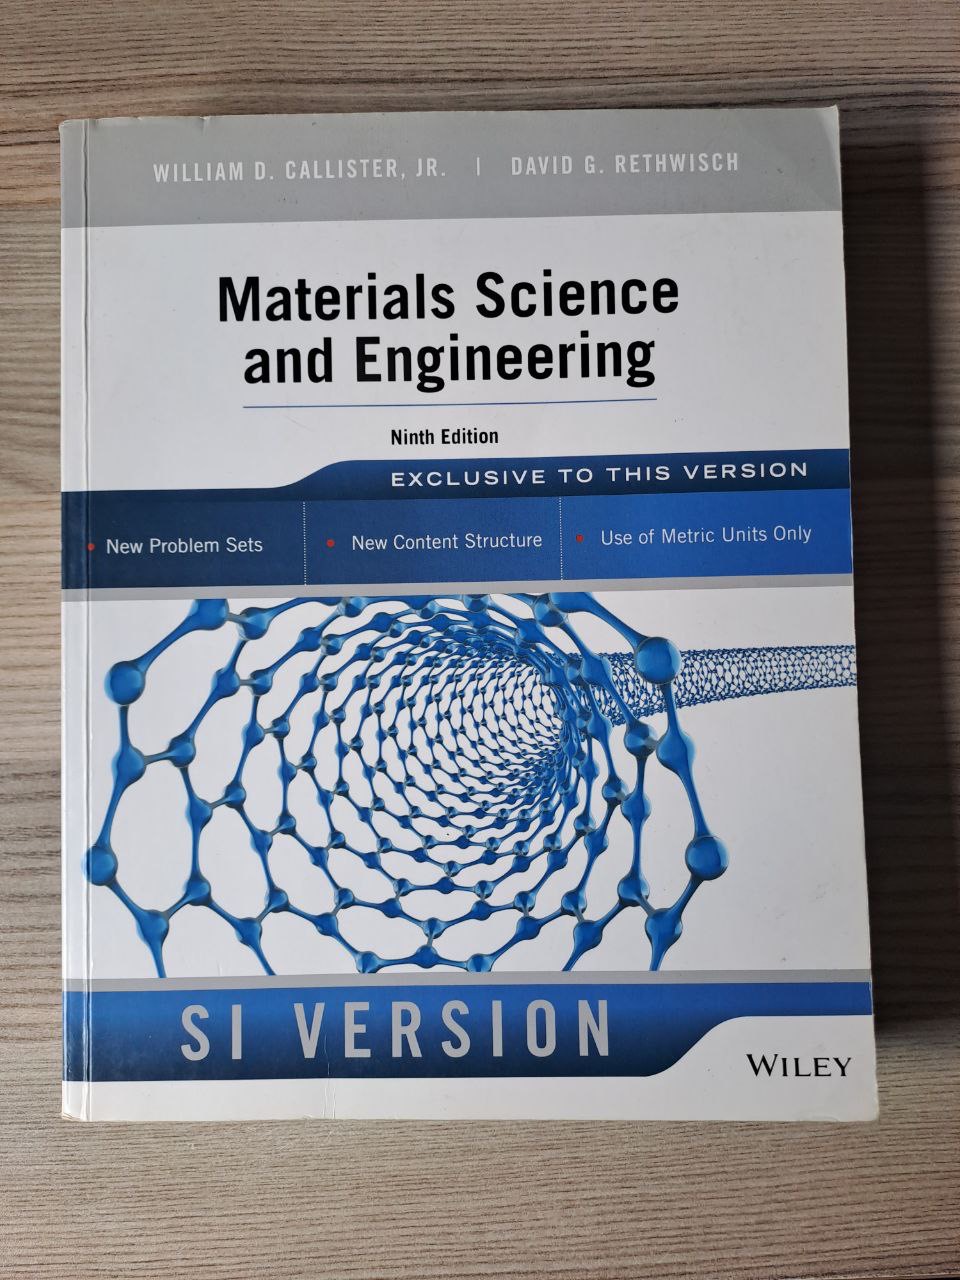 WILLIAM D. CALLISTER, JR. | DAVID G. RETHWISCH
Materials Science
and Engineering
Ninth Edition
EXCLUSIVE TO THIS VERSION
• New Problem Sets • New Content Structure • Use of Metric Units Only
SI VERSION
WILEY